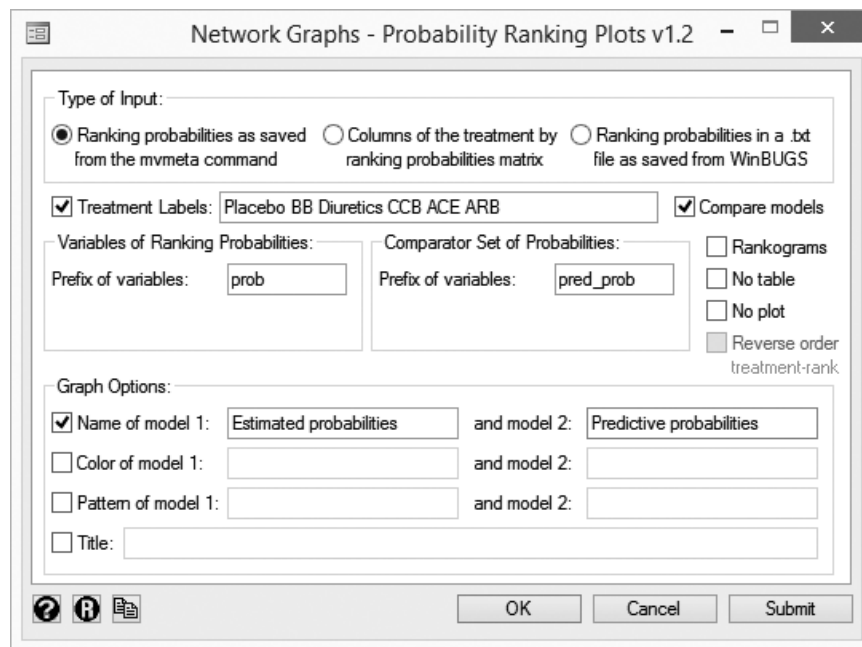 Network Graphs - Probability Ranking Plots v1.2
Type of Input:
Ranking probabilities as saved from the mvmeta command
Columns of the treatment by ranking probabilities matrix
Ranking probabilities in a .txt file as saved from WinBUGS
Treatment Labels: Placebo BB Diuretics CCB ACE ARB
Compare models
Variables of Ranking Probabilities:
Prefix of variables: prob
Comparator Set of Probabilities:
Prefix of variables: pred_prob
Rankograms
No table
No plot
Reverse order
treatment-rank
Graph Options:
Name of model 1: Estimated probabilities and model 2: Predictive probabilities
Color of model 1: and model 2:
Pattern of model 1: and model 2:
Title:
? R OK Cancel Submit